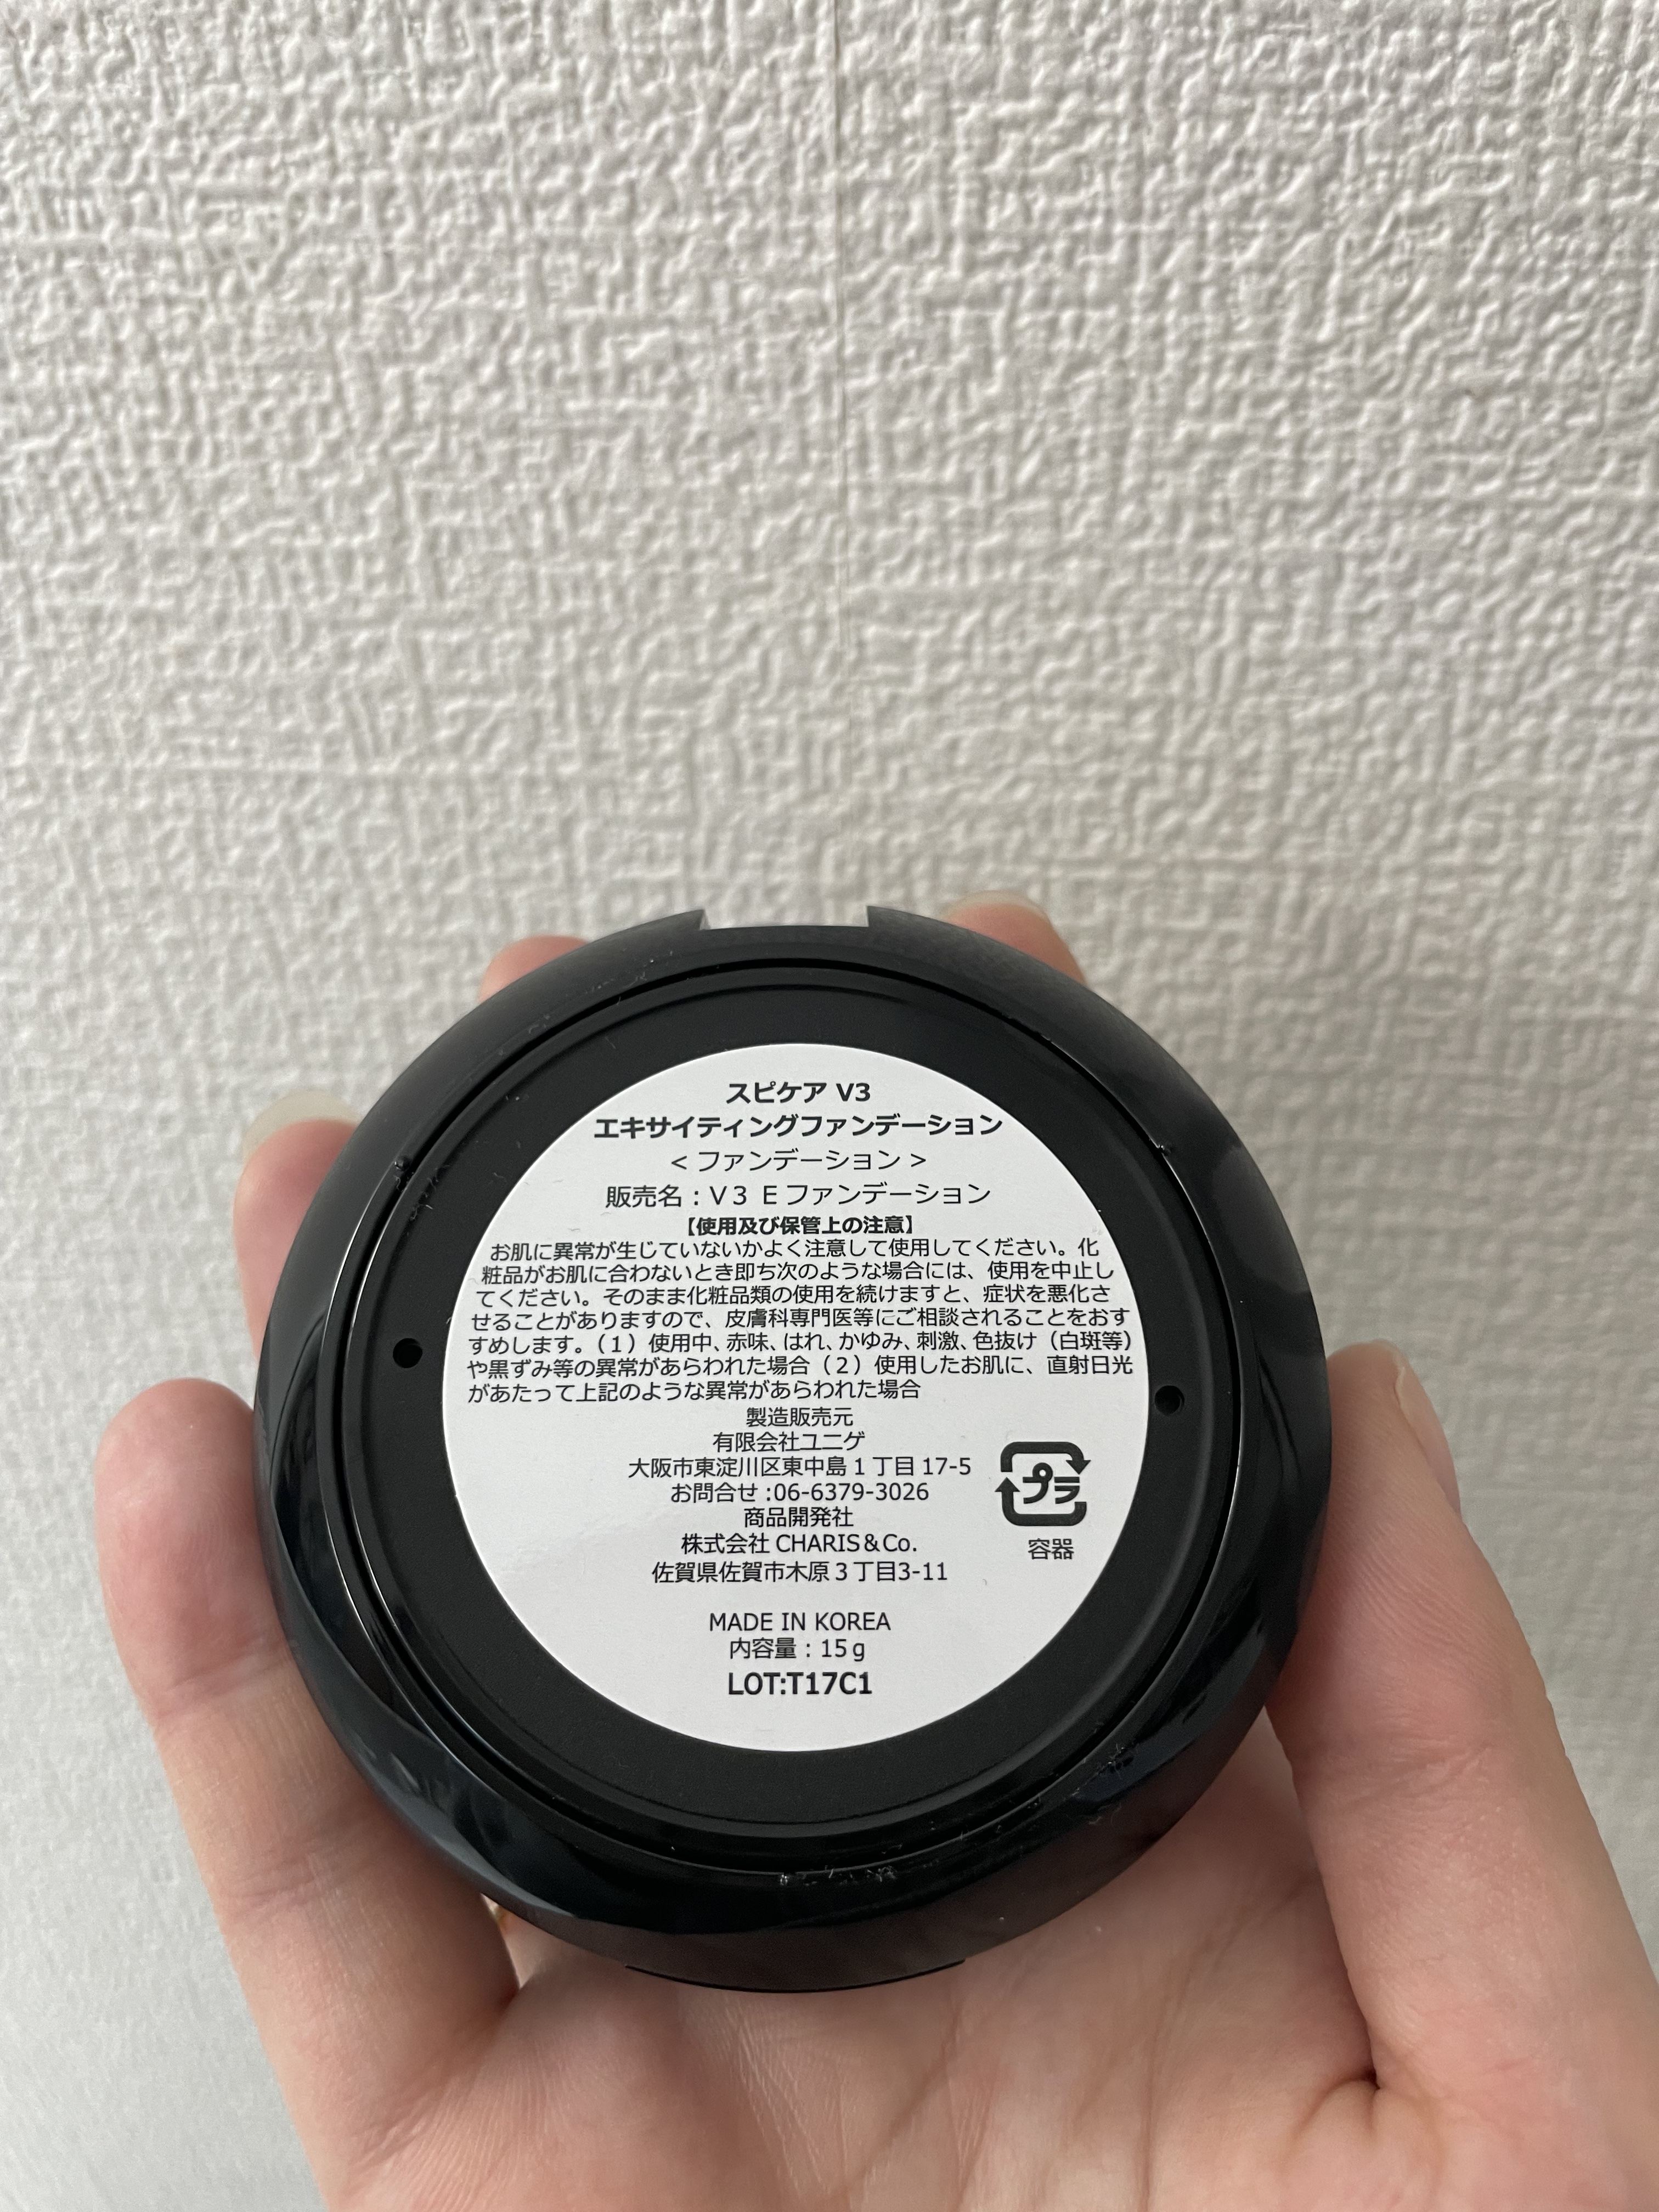 スピケア V3
エキサイティングファンデーション
< ファンデーション >
販売名：V3 E ファンデーション
【使用及び保管上の注意】
お肌に異常が生じていないかよく注意して使用してください。化
粧品がお肌に合わないとき即ち次のような場合には、使用を中止し
てください。そのまま化粧品類の使用を続けますと、症状を悪化さ
せることがありますので、皮膚科専門医等にご相談されることをおす
すめします。（1）使用中、赤味、はれ、かゆみ、刺激、色抜け（白斑等）
や黒ずみ等の異常があらわれた場合（2）使用したお肌に、直射日光
があたって上記のような異常があらわれた場合
製造販売元
有限会社ユニゲ
大阪市東淀川区東中島 1 丁目 17-5
お問合せ :06-6379-3026
商品開発社
株式会社 CHARIS＆Co.
佐賀県佐賀市木原 3 丁目3-11
プラ
容器
MADE IN KOREA
内容量：15g
LOT:T17C1